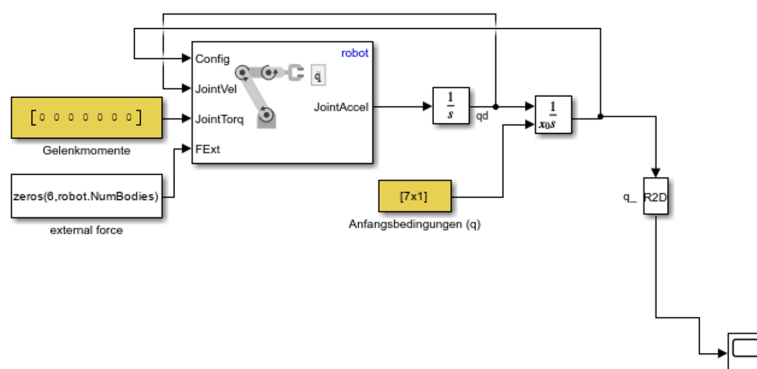 robot
Config
q̈
JointVel
JointAccel
JointTorq
FExt
[0 0 0 0 0 0 0]
Gelenkmomente
1
s
qd
1
x₀s
zeros(6,robot.NumBodies)
external force
[7x1]
Anfangsbedingungen (q)
q_
R2D